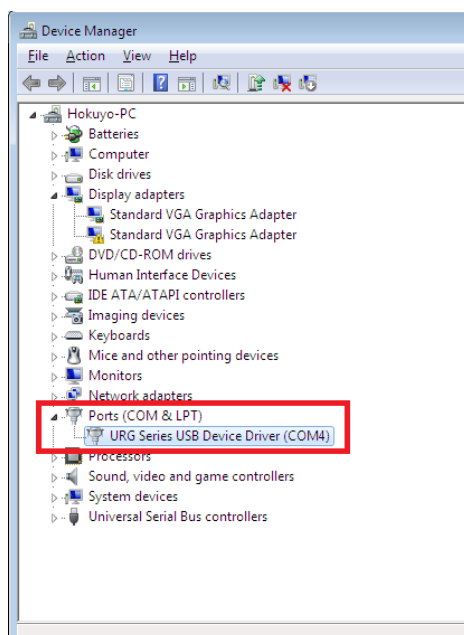 Device Manager
File Action View Help
Hokuyo-PC
Batteries
Computer
Disk drives
Display adapters
Standard VGA Graphics Adapter
Standard VGA Graphics Adapter
DVD/CD-ROM drives
Human Interface Devices
IDE ATA/ATAPI controllers
Imaging devices
Keyboards
Mice and other pointing devices
Monitors
Network adapters
Ports (COM & LPT)
URG Series USB Device Driver (COM4)
Processors
Sound, video and game controllers
System devices
Universal Serial Bus controllers